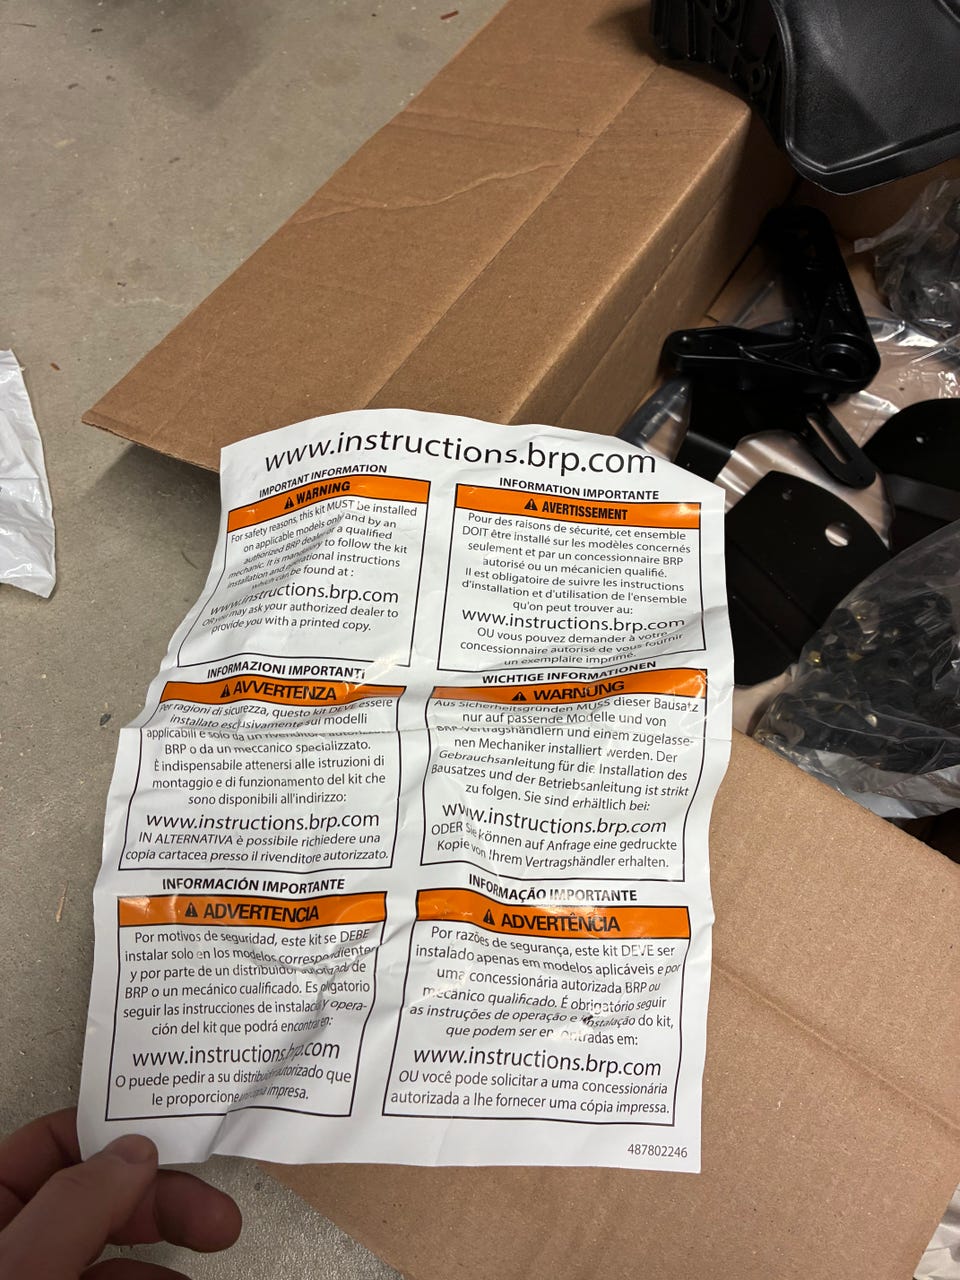 www.instructions.brp.com
IMPORTANT INFORMATION
WARNING
For safety reasons, this kit MUST be installed
on applicable models only and by an
authorized BRP dealer or a qualified
mechanic. It is mandatory to follow the kit
installation and operational instructions
which can be found at :
www.instructions.brp.com
OR you may ask your authorized dealer to
provide you with a printed copy.
INFORMATION IMPORTANTE
AVERTISSEMENT
Pour des raisons de sécurité, cet ensemble
DOIT être installé sur les modèles concernés
seulement et par un concessionnaire BRP
autorisé ou un mécanicien qualifié.
Il est obligatoire de suivre les instructions
d'installation et d'utilisation de l'ensemble
qu'on peut trouver au:
www.instructions.brp.com
OU vous pouvez demander à votre
concessionnaire autorisé de vous fournir
un exemplaire imprimé.
INFORMAZIONI IMPORTANTI
AVVERTENZA
Per ragioni di sicurezza, questo kit DEVE essere
installato esclusivamente sui modelli
applicabili e solo da un rivenditore autorizzato
BRP o da un meccanico specializzato.
È indispensabile attenersi alle istruzioni di
montaggio e di funzionamento del kit che
sono disponibili all'indirizzo:
www.instructions.brp.com
IN ALTERNATIVA è possibile richiedere una
copia cartacea presso il rivenditore autorizzato.
WICHTIGE INFORMATIONEN
WARNUNG
Aus Sicherheitsgründen MUSS dieser Bausatz
nur auf passende Modelle und von
BRP-Vertragshändlern und einem zugelasse-
nen Mechaniker installiert werden. Der
Gebrauchsanleitung für die Installation des
Bausatzes und der Betriebsanleitung ist strikt
zu folgen. Sie sind erhältlich bei:
www.instructions.brp.com
ODER Sie können auf Anfrage eine gedruckte
Kopie von Ihrem Vertragshändler erhalten.
INFORMACIÓN IMPORTANTE
ADVERTENCIA
Por motivos de seguridad, este kit se DEBE
instalar solo en los modelos correspondientes
y por parte de un distribuidor autorizado de
BRP o un mecánico cualificado. Es obligatorio
seguir las instrucciones de instalación y opera-
ción del kit que podrá encontrar en:
www.instructions.brp.com
O puede pedir a su distribuidor autorizado que
le proporcione una copia impresa.
INFORMAÇÃO IMPORTANTE
ADVERTÊNCIA
Por razões de segurança, este kit DEVE ser
instalado apenas em modelos aplicáveis e por
uma concessionária autorizada BRP ou
mecânico qualificado. É obrigatório seguir
as instruções de operação e instalação do kit,
que podem ser encontradas em:
www.instructions.brp.com
OU você pode solicitar a uma concessionária
autorizada a lhe fornecer uma cópia impressa.
487802246